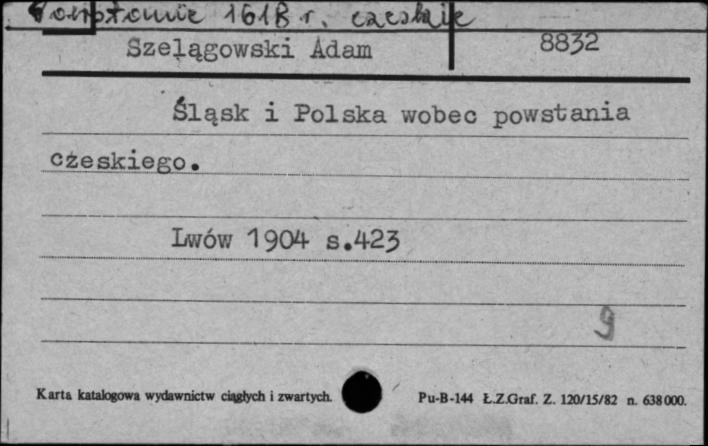 Powstanie 1618 r. czeskie
Szelągowski Adam 8832
Śląsk i Polska wobec powstania
czeskiego.
Lwów 1904 s.423
9
Karta katalogowa wydawnictw ciągłych i zwartych. Pu-B-144 Ł.Z.Graf. Z. 120/15/82 n. 638000.